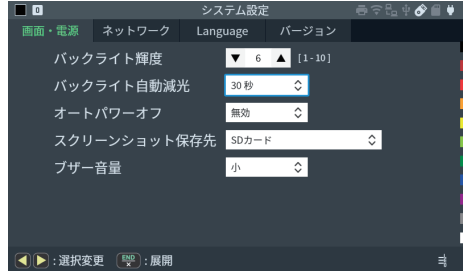 0 システム設定
画面・電源 ネットワーク Language バージョン
バックライト輝度 ▼ 6 ▲ [1-10]
バックライト自動減光 30 秒
オートパワーオフ 無効
スクリーンショット保存先 SDカード
ブザー音量 小
◀ ▶ : 選択変更 END × : 展開